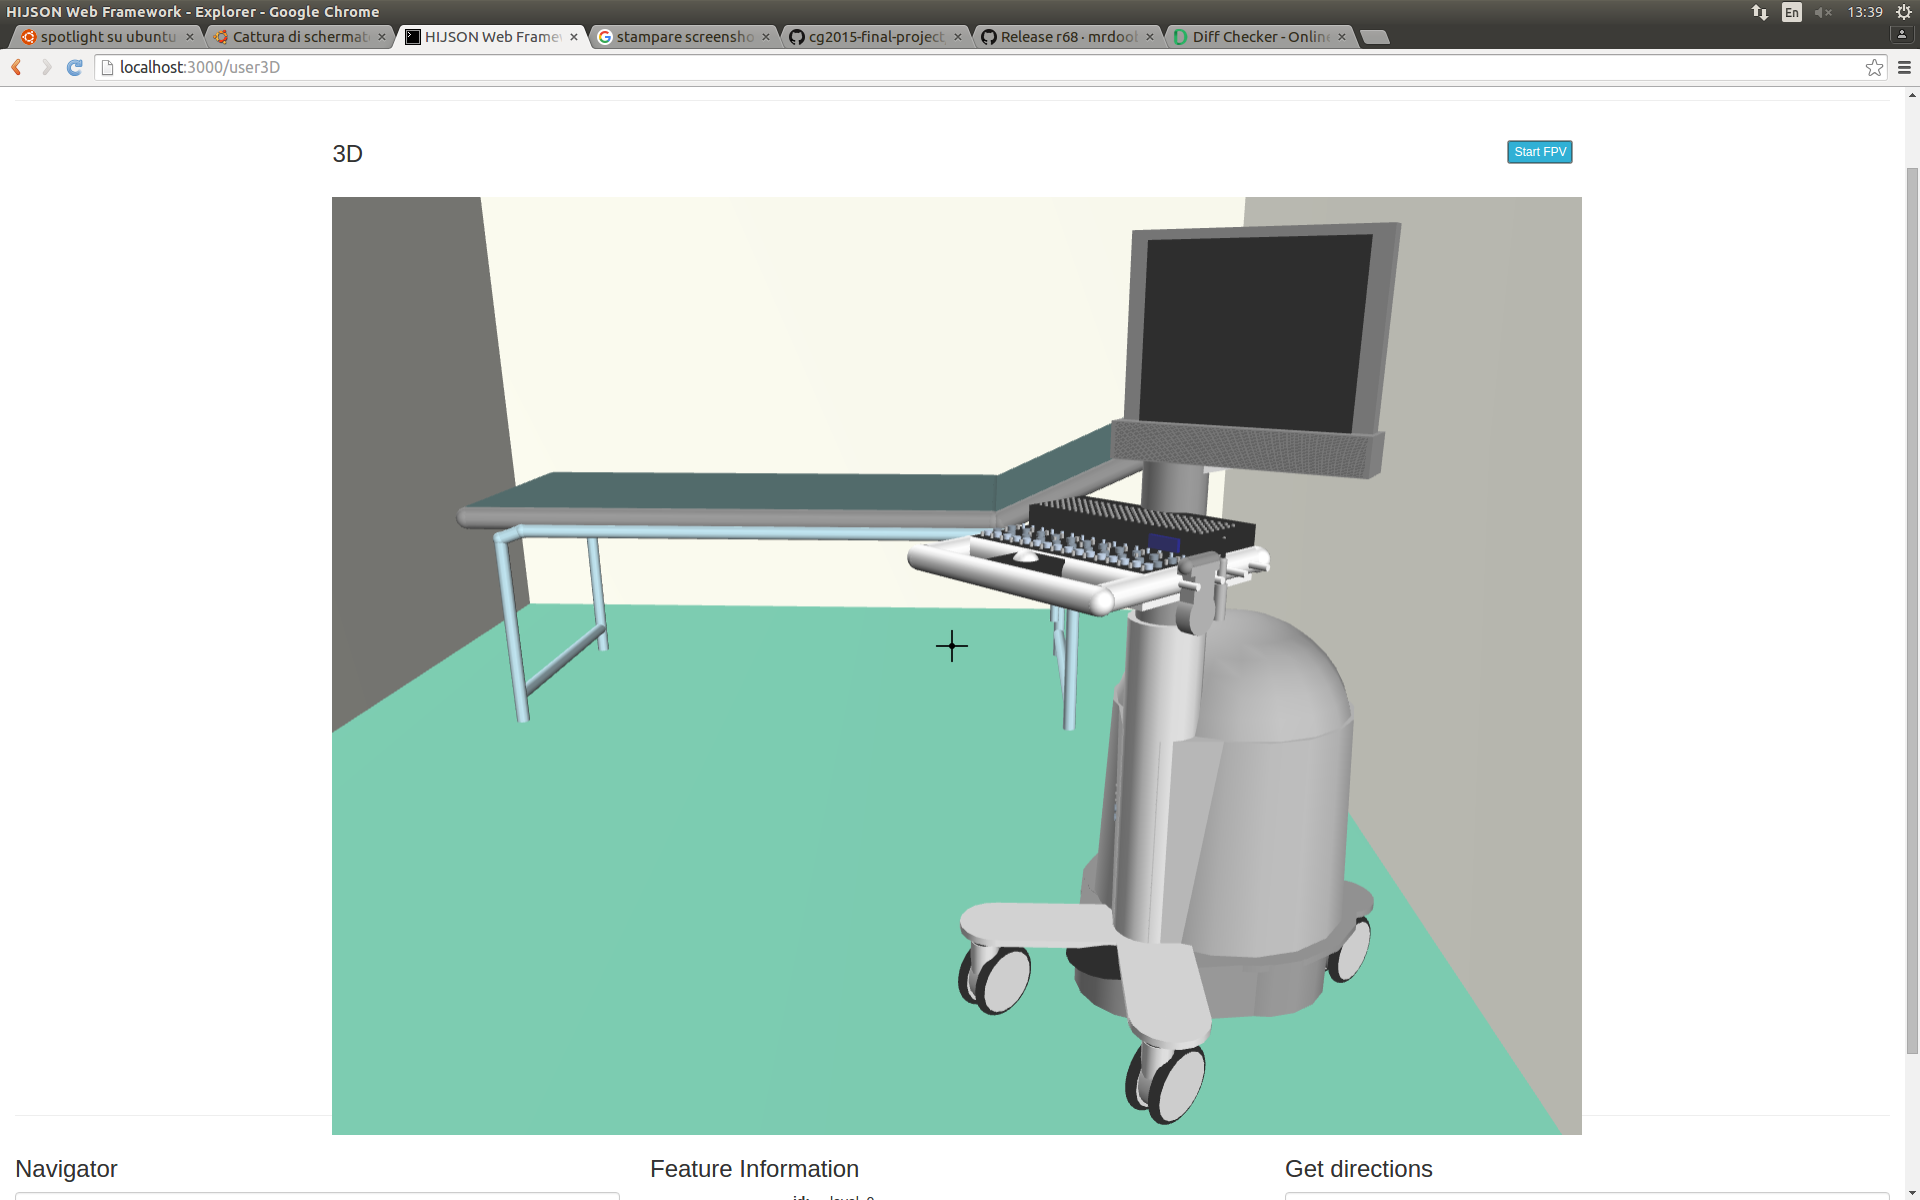 HIJSON Web Framework - Explorer - Google Chrome
En
13:39
spotlight su ubuntu
Cattura di schermat
HIJSON Web Frame
stampare screensho
cg2015-final-project
Release r68 · mrdoob
Diff Checker - Online
localhost:3000/user3D
3D
Start FPV
Navigator
Feature Information
Get directions